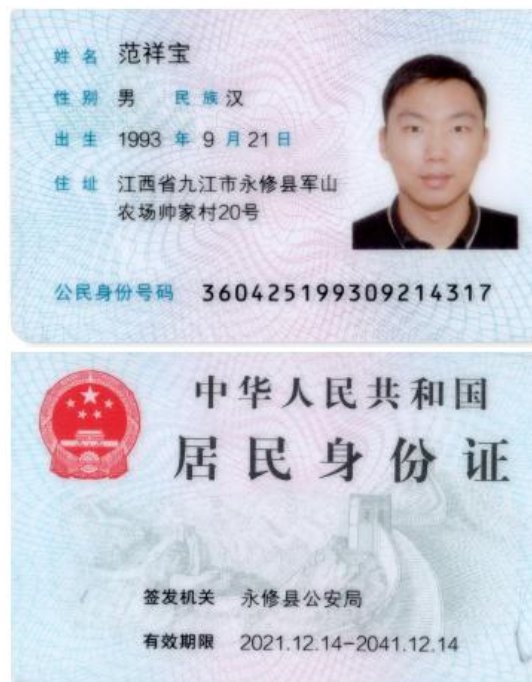 姓名 范祥宝
性别 男 民族 汉
出生 1993 年 9 月 21 日
住址 江西省九江市永修县军山
农场帅家村20号
公民身份号码 360425199309214317
中华人民共和国
居民身份证
签发机关 永修县公安局
有效期限 2021.12.14-2041.12.14